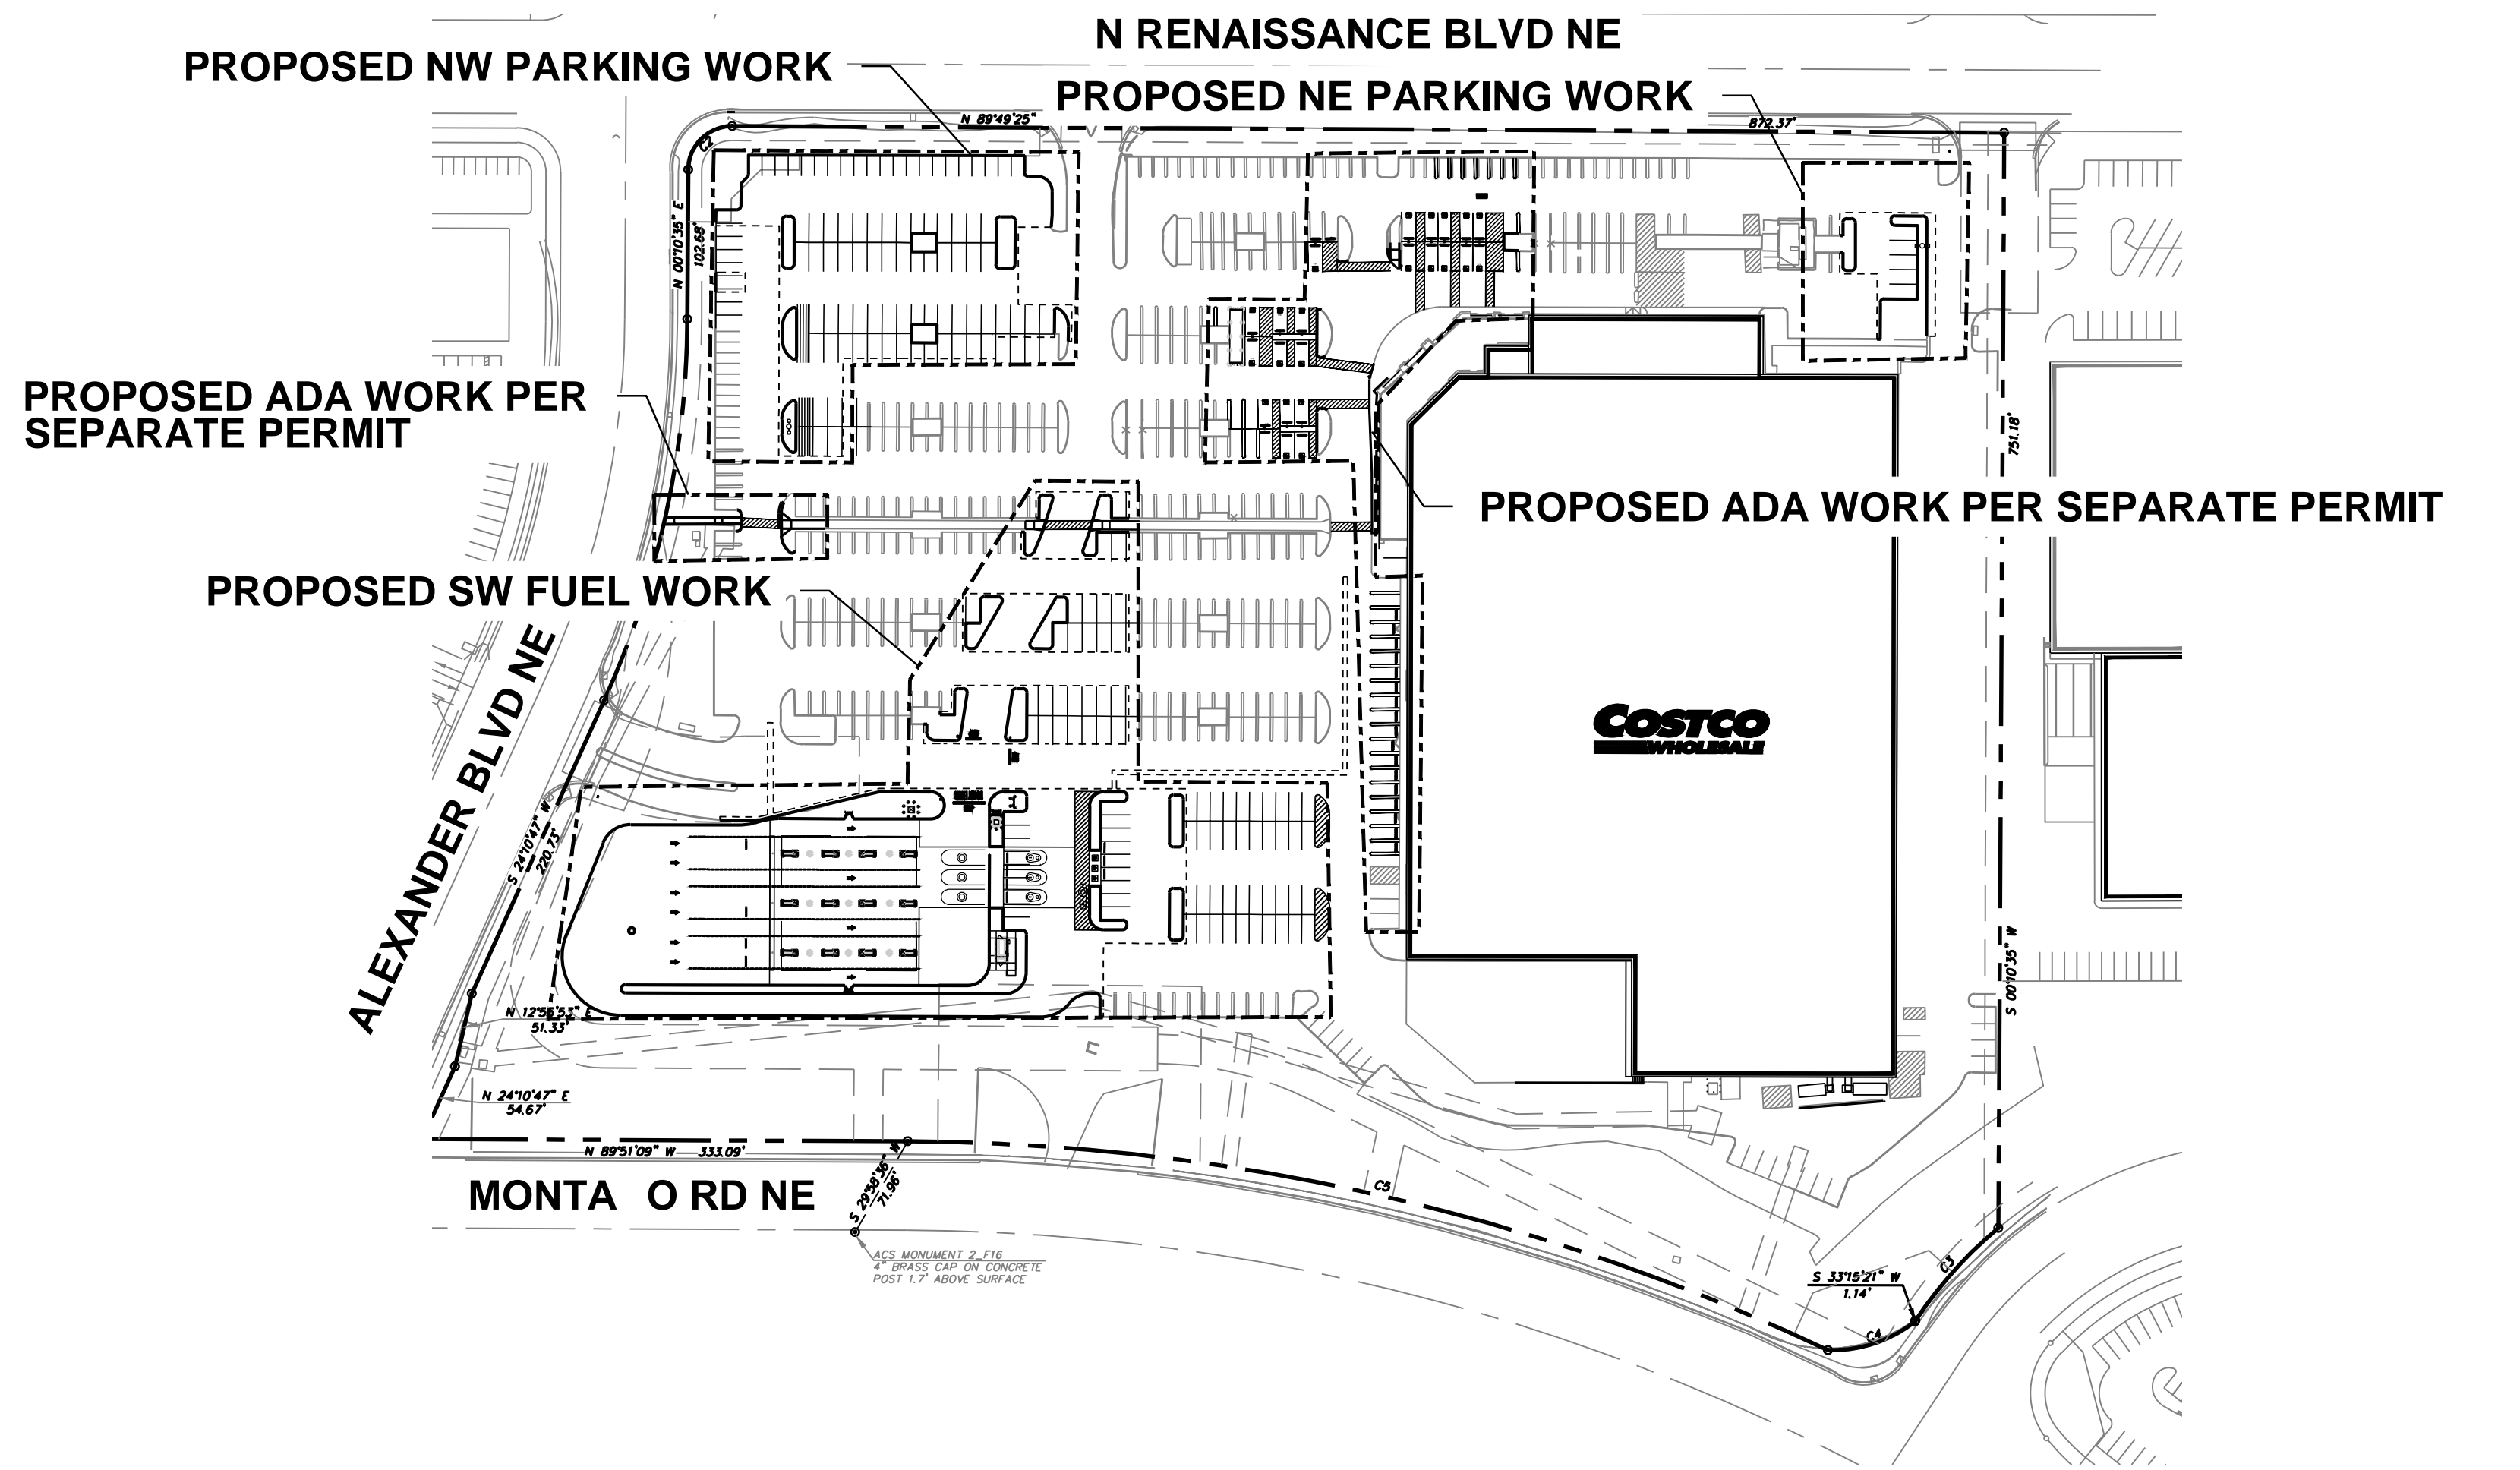 N RENAISSANCE BLVD NE
PROPOSED NW PARKING WORK
PROPOSED NE PARKING WORK
N 89°49'25"
872.37'
C2
N 00°10'35" E
102.68'
PROPOSED ADA WORK PER
SEPARATE PERMIT
751.18'
PROPOSED ADA WORK PER SEPARATE PERMIT
PROPOSED SW FUEL WORK
ALEXANDER BLVD NE
COSTCO
WHOLESALE
S 24°10'47" W
220.73'
S 00°10'35" W
N 12°55'53" E
51.33'
N 24°10'47" E
54.67'
N 89°51'09" W 333.09'
MONTA O RD NE
S 29°58'36" W
71.96'
C5
ACS MONUMENT 2_F16
4" BRASS CAP ON CONCRETE
POST 1.7' ABOVE SURFACE
C3
S 33°15'21" W
1.14'
C4